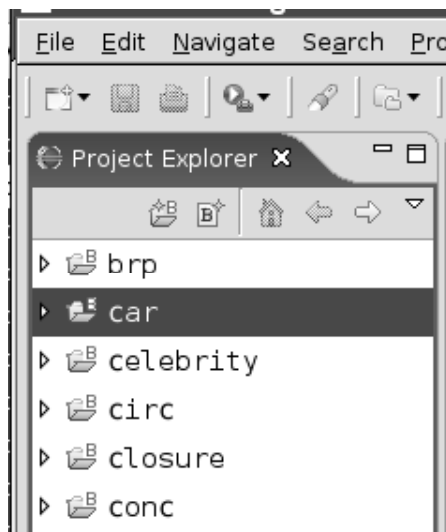 File Edit Navigate Search Pro
Project Explorer
brp
car
celebrity
circ
closure
conc